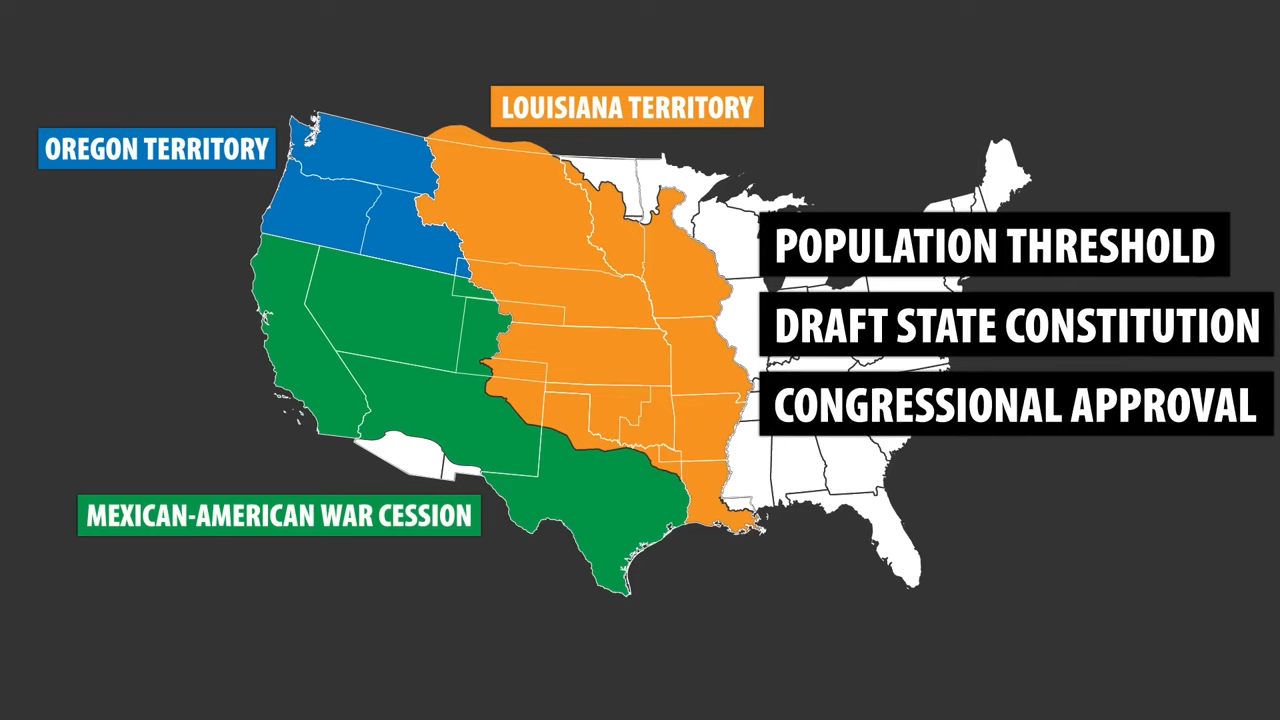 LOUISIANA TERRITORY
OREGON TERRITORY
POPULATION THRESHOLD
DRAFT STATE CONSTITUTION
CONGRESSIONAL APPROVAL
MEXICAN-AMERICAN WAR CESSION